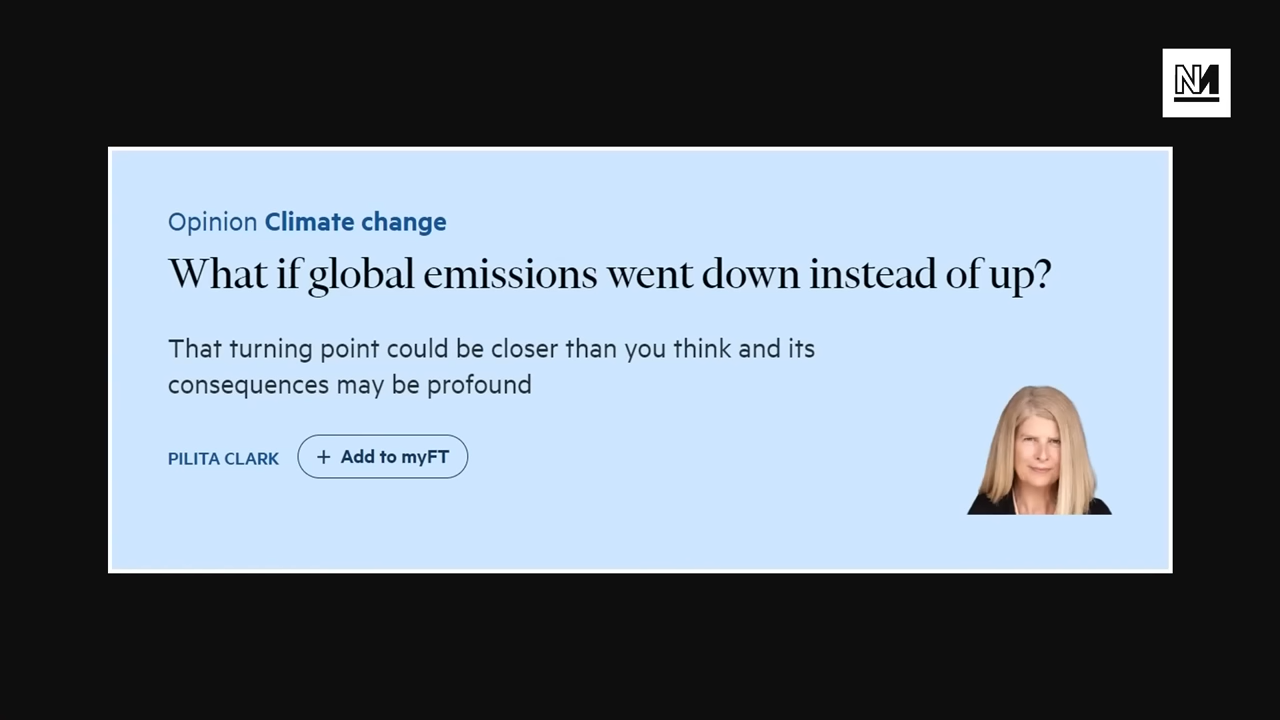 NM
Opinion Climate change
What if global emissions went down instead of up?
That turning point could be closer than you think and its
consequences may be profound
PILITA CLARK + Add to myFT